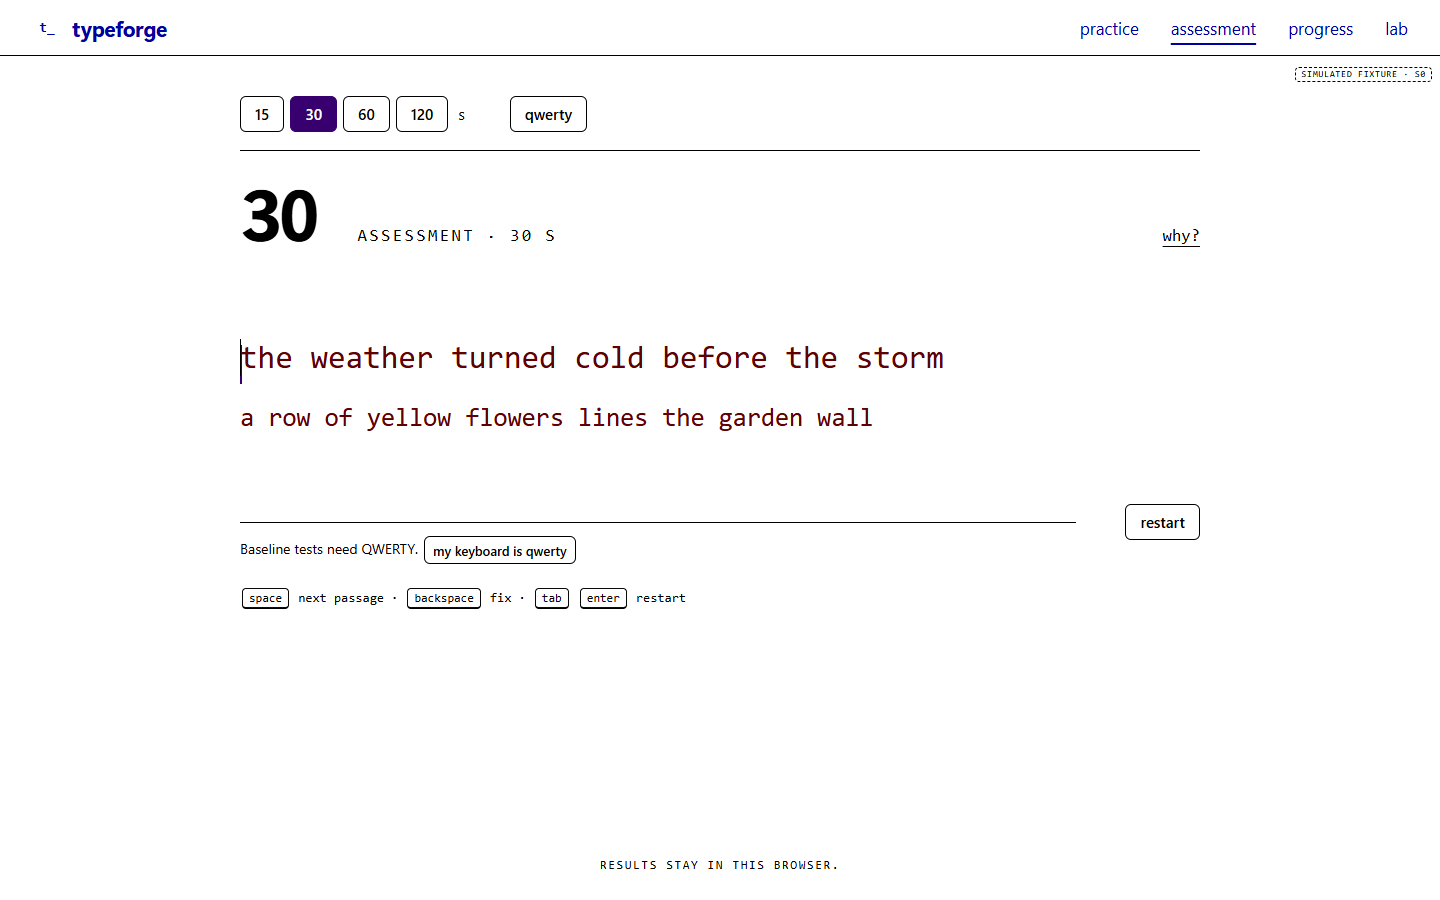 t_ typeforge practice assessment progress lab
SIMULATED FIXTURE · S0
15 30 60 120 s qwerty
30 ASSESSMENT · 30 S why?
the weather turned cold before the storm
a row of yellow flowers lines the garden wall
restart
Baseline tests need QWERTY. my keyboard is qwerty
space next passage · backspace fix · tab enter restart
RESULTS STAY IN THIS BROWSER.